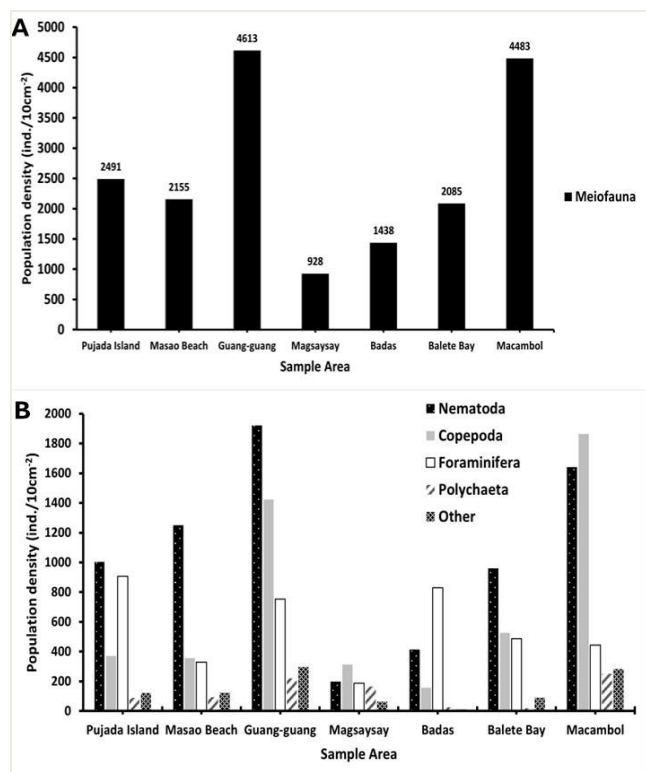 A
Population density (ind./10cm⁻²)
5000
4500
4000
3500
3000
2500
2000
1500
1000
500
0
2491
2155
4613
928
1438
2085
4483
Meiofauna
Pujada Island Masao Beach Guang-guang Magsaysay Badas Balete Bay Macambol
Sample Area
B
Population density (ind./10cm⁻²)
2000
1800
1600
1400
1200
1000
800
600
400
200
0
Nematoda
Copepoda
Foraminifera
Polychaeta
Other
Pujada Island Masao Beach Guang-guang Magsaysay Badas Balete Bay Macambol
Sample Area